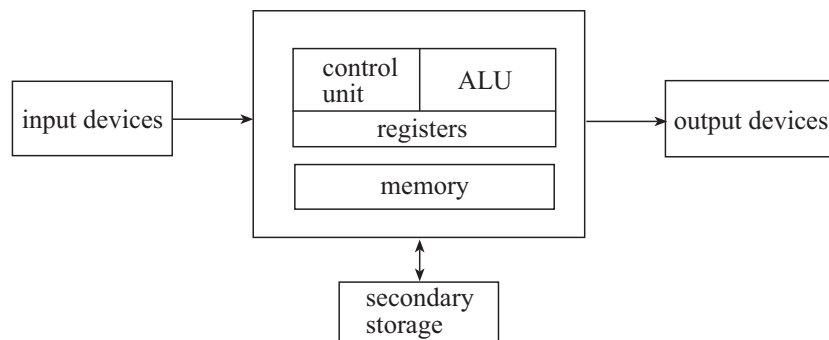 control
unit
ALU
input devices
registers
output devices
memory
secondary
storage